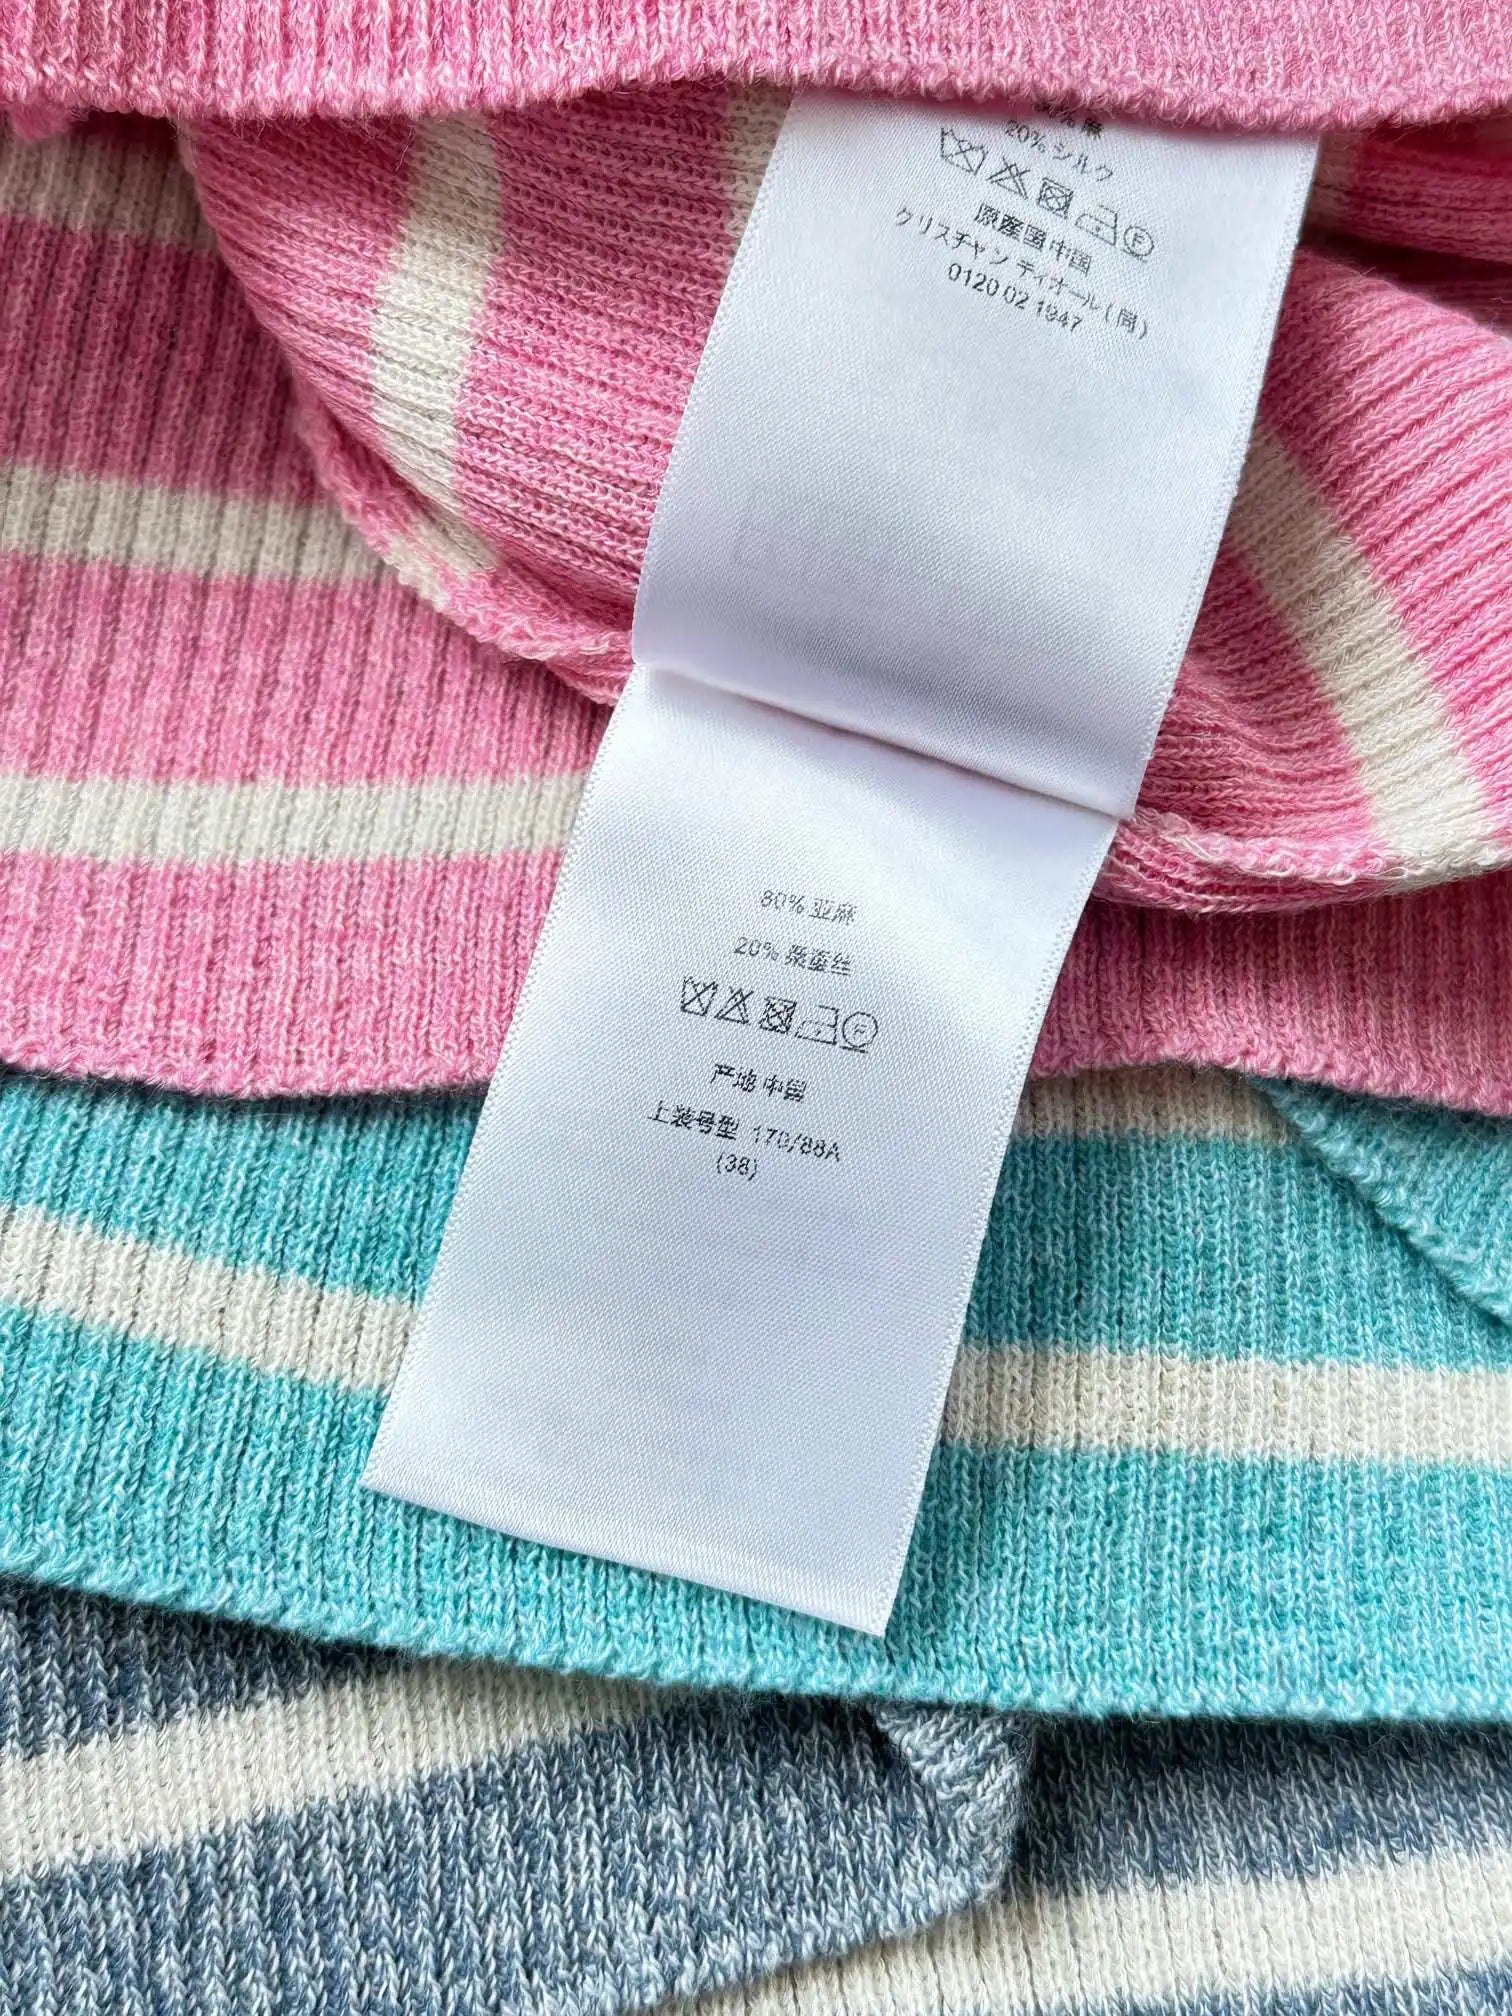 % 麻
20% シルク
原産国 中国
クリスチャン ディオール (同)
0120 02 1947
80% 亚麻
20% 桑蚕丝
产地 中国
上装号型 170/88A
(38)